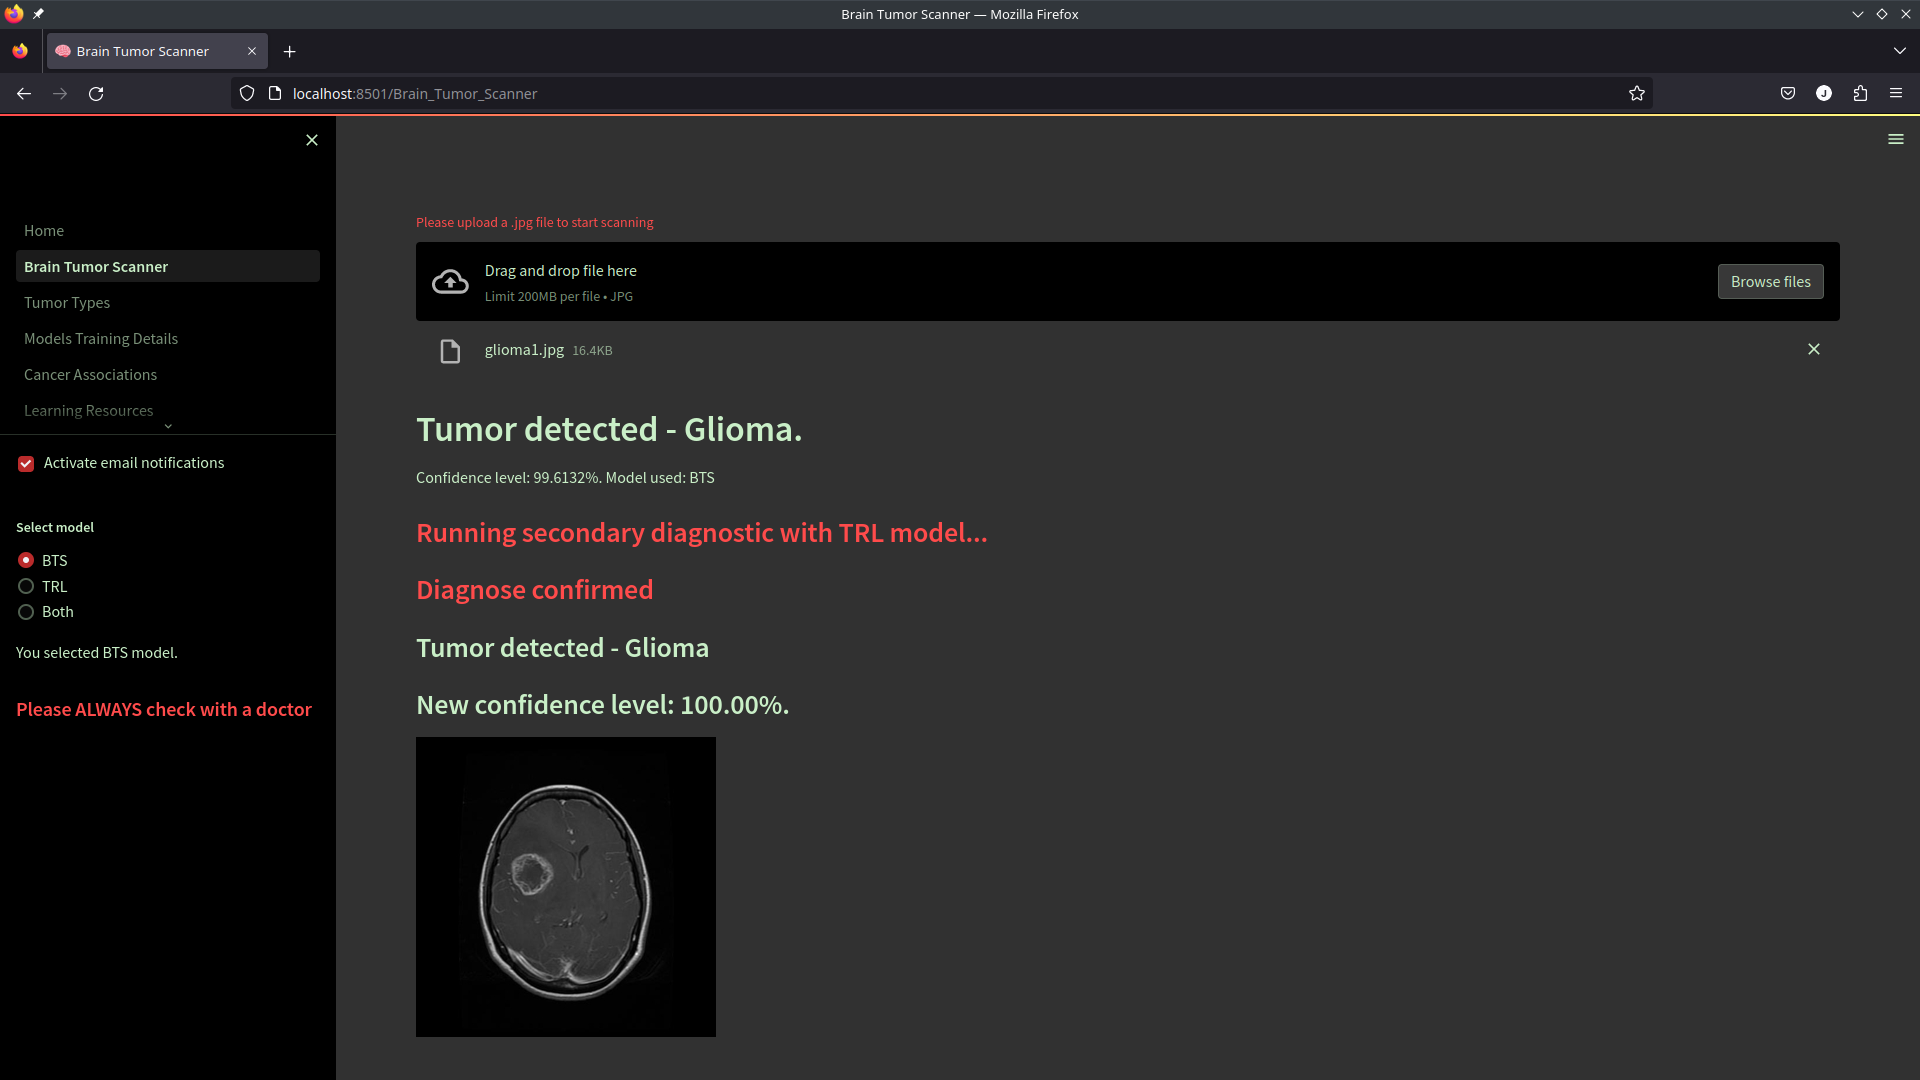 Brain Tumor Scanner — Mozilla Firefox
Brain Tumor Scanner
localhost:8501/Brain_Tumor_Scanner
J
Home
Brain Tumor Scanner
Tumor Types
Models Training Details
Cancer Associations
Learning Resources
Activate email notifications
Select model
BTS
TRL
Both
You selected BTS model.
Please ALWAYS check with a doctor
Please upload a .jpg file to start scanning
Drag and drop file here
Limit 200MB per file • JPG
Browse files
glioma1.jpg 16.4KB
Tumor detected - Glioma.
Confidence level: 99.6132%. Model used: BTS
Running secondary diagnostic with TRL model...
Diagnose confirmed
Tumor detected - Glioma
New confidence level: 100.00%.